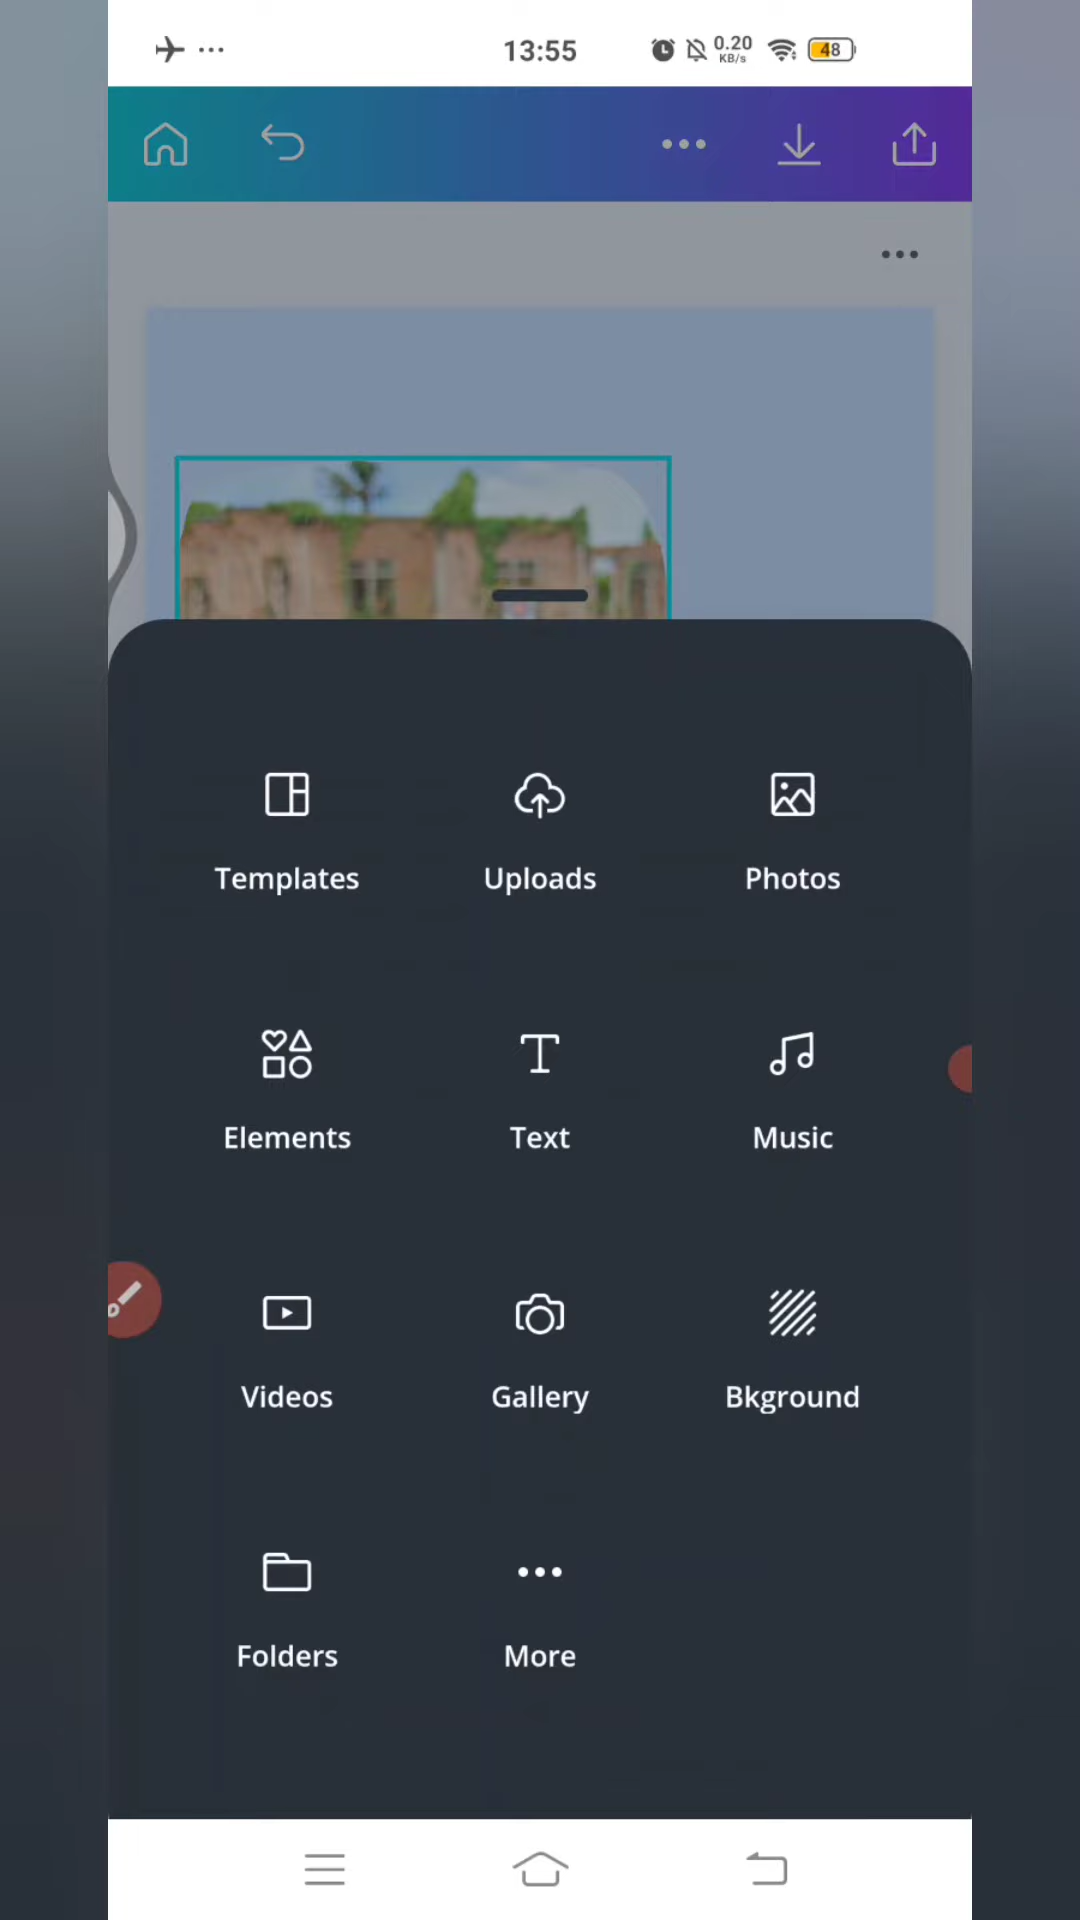 13:55
0.20
KB/s
48
Templates
Uploads
Photos
Elements
Text
Music
Videos
Gallery
Bkground
Folders
More